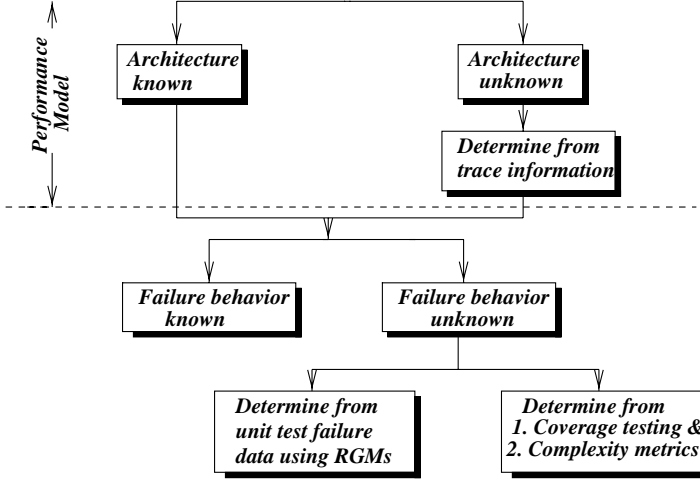 Performance
Model
Architecture
known
Architecture
unknown
Determine from
trace information
Failure behavior
known
Failure behavior
unknown
Determine from
unit test failure
data using RGMs
Determine from
1. Coverage testing &
2. Complexity metrics